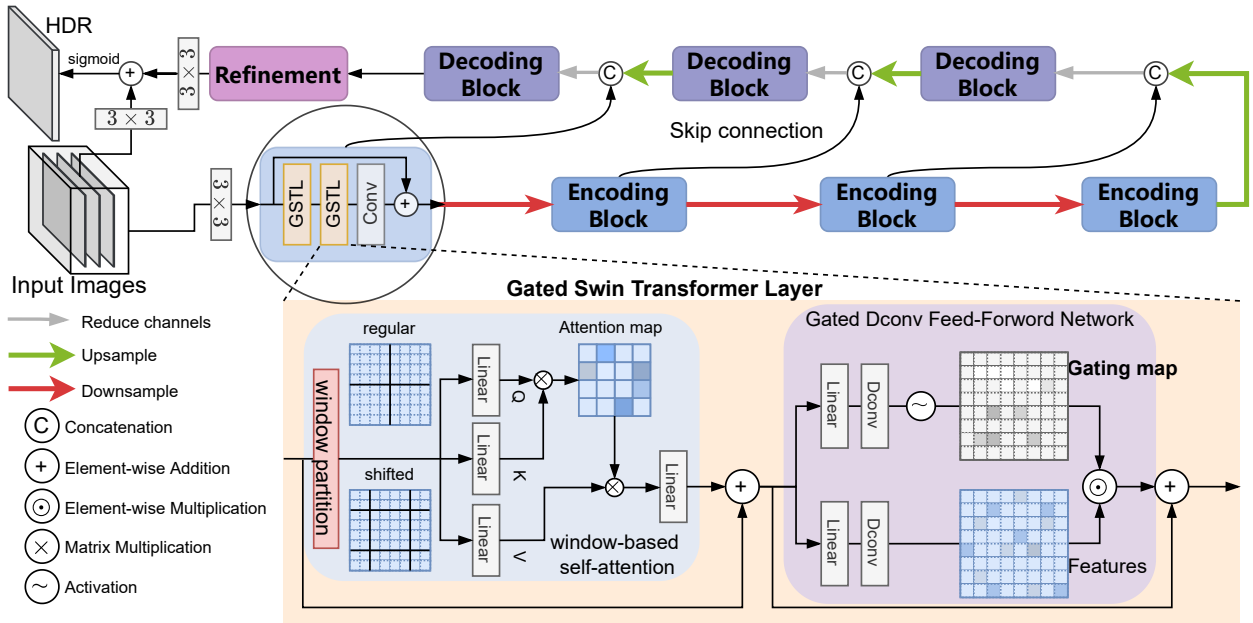 HDR
sigmoid
+
3 × 3
3 × 3
Refinement
Decoding
Block
C
Decoding
Block
C
Decoding
Block
C
Skip connection
Input Images
3 × 3
GSTL
GSTL
Conv
+
Encoding
Block
Encoding
Block
Encoding
Block
Reduce channels
Upsample
Downsample
C Concatenation
+ Element-wise Addition
⊙ Element-wise Multiplication
× Matrix Multiplication
~ Activation
Gated Swin Transformer Layer
window partition
regular
shifted
Linear
Q
Linear
K
Linear
V
×
Attention map
×
Linear
window-based
self-attention
+
Gated Dconv Feed-Forword Network
Linear
Dconv
~
Gating map
Linear
Dconv
Features
+